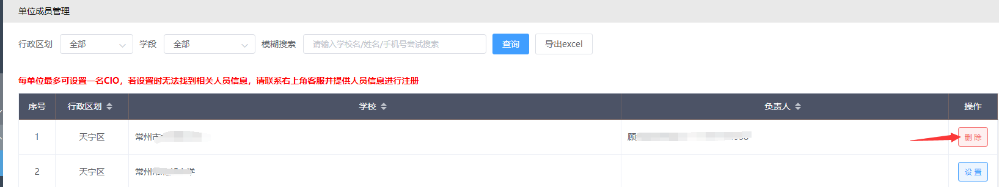 单位成员管理
行政区划 全部 学段 全部 模糊搜索 请输入学校名/姓名/手机号尝试搜索 查询 导出excel
每单位最多可设置一名CIO，若设置时无法找到相关人员信息，请联系右上角客服并提供人员信息进行注册
序号 行政区划 学校 负责人 操作
1 天宁区 常州市 顾 删 除
2 天宁区 常州 学 设 置